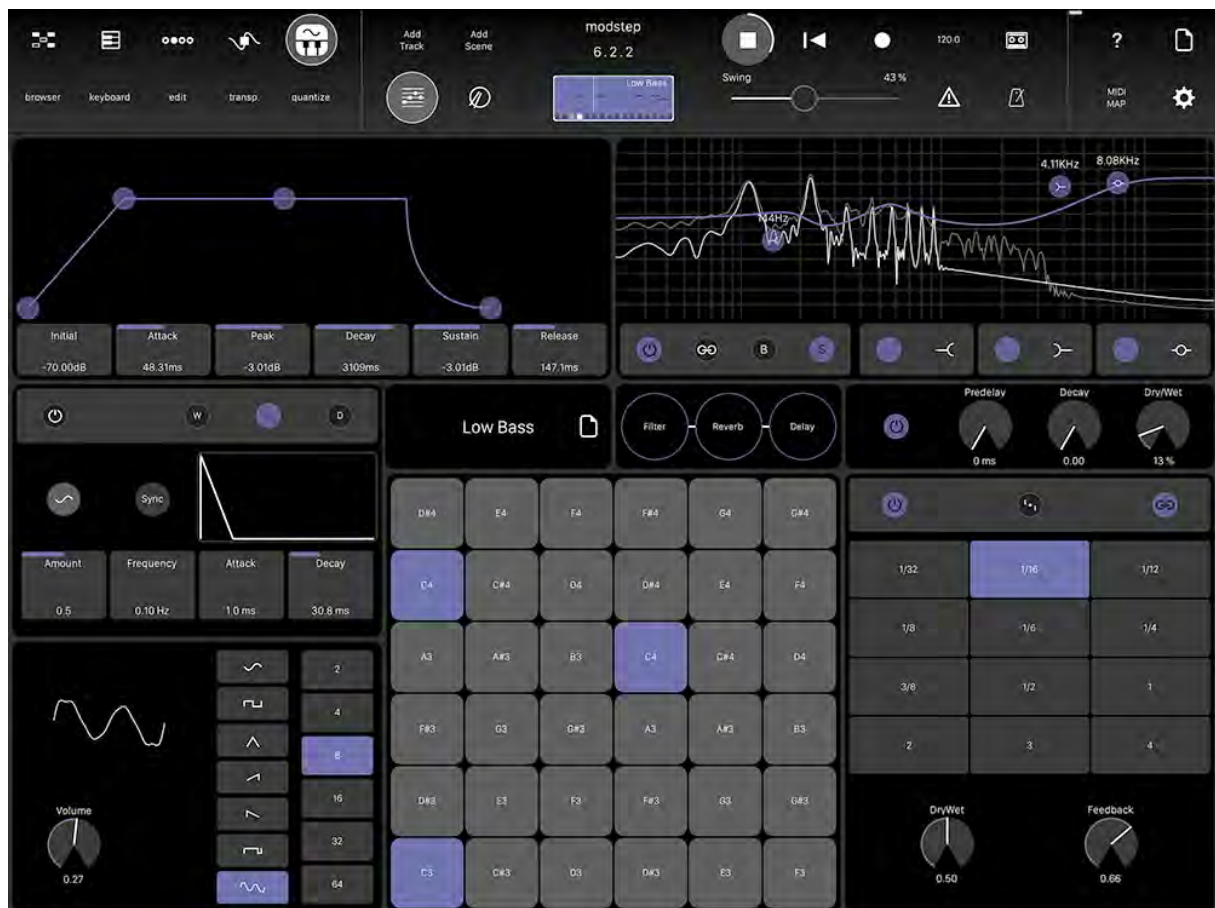 Add Track
Add Scene
modstep
6.2.2
120.0
?
browser
keyboard
edit
transp.
quantize
Low Bass
Swing
43 %
MIDI MAP
4.11KHz
8.08KHz
144Hz
Initial
Attack
Peak
Decay
Sustain
Release
-70.00dB
48.31ms
-3.01dB
3109ms
-3.01dB
147.1ms
B
S
W
D
Low Bass
Filter
Reverb
Delay
Predelay
Decay
Dry/Wet
0 ms
0.00
13 %
Sync
Amount
Frequency
Attack
Decay
0.5
0.10 Hz
1.0 ms
30.8 ms
D#4
E4
F4
F#4
G4
G#4
C4
C#4
D4
D#4
E4
F4
A3
A#3
B3
C4
C#4
D4
F#3
G3
G#3
A3
A#3
B3
D#3
E3
F3
F#3
G3
G#3
C3
C#3
D3
D#3
E3
F3
1/32
1/16
1/12
1/8
1/6
1/4
3/8
1/2
1
2
3
4
2
4
8
16
32
64
Volume
0.27
DryWet
Feedback
0.50
0.66